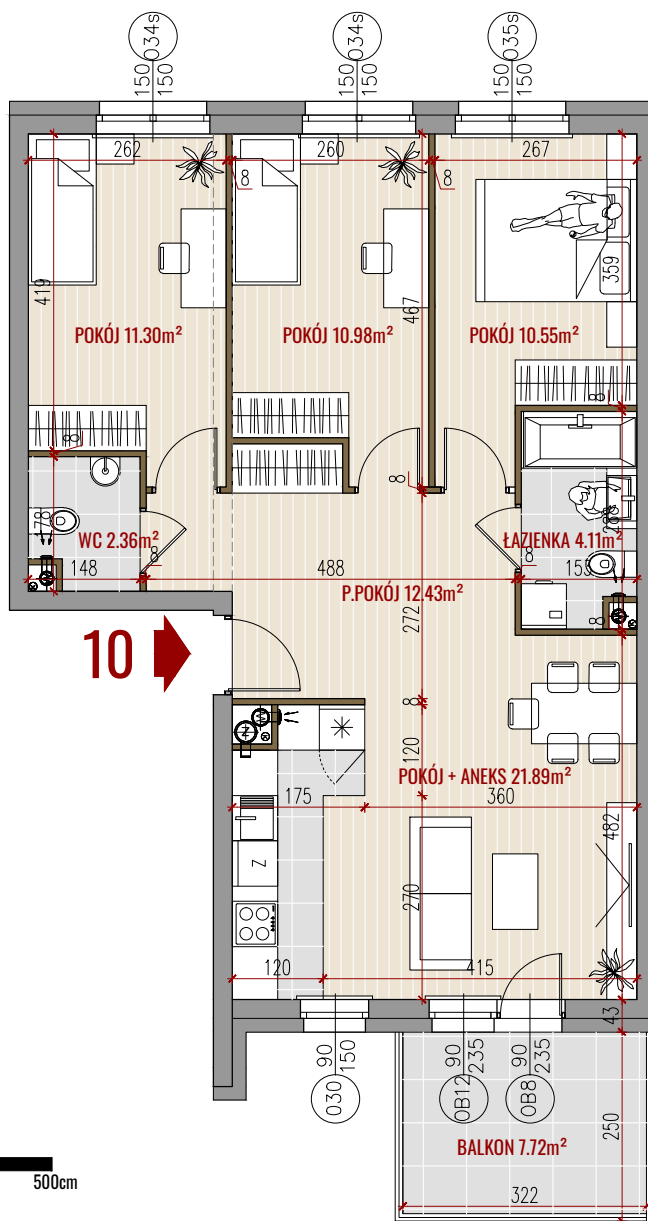 034s 034s 035s
150 150 150 150 150 150
262 260 267
8 8
419 467 359
POKÓJ 11.30m² POKÓJ 10.98m² POKÓJ 10.55m²
8 8
8
178 WC 2.36m² ŁAZIENKA 4.11m²
8 8
148 488 155
P.POKÓJ 12.43m²
272
8
10
8
120
POKÓJ + ANEKS 21.89m²
175 360
482
Z
270
120 415
43
90 150 90 235 90 235
030 OB12 OB8
250
BALKON 7.72m²
500cm
322